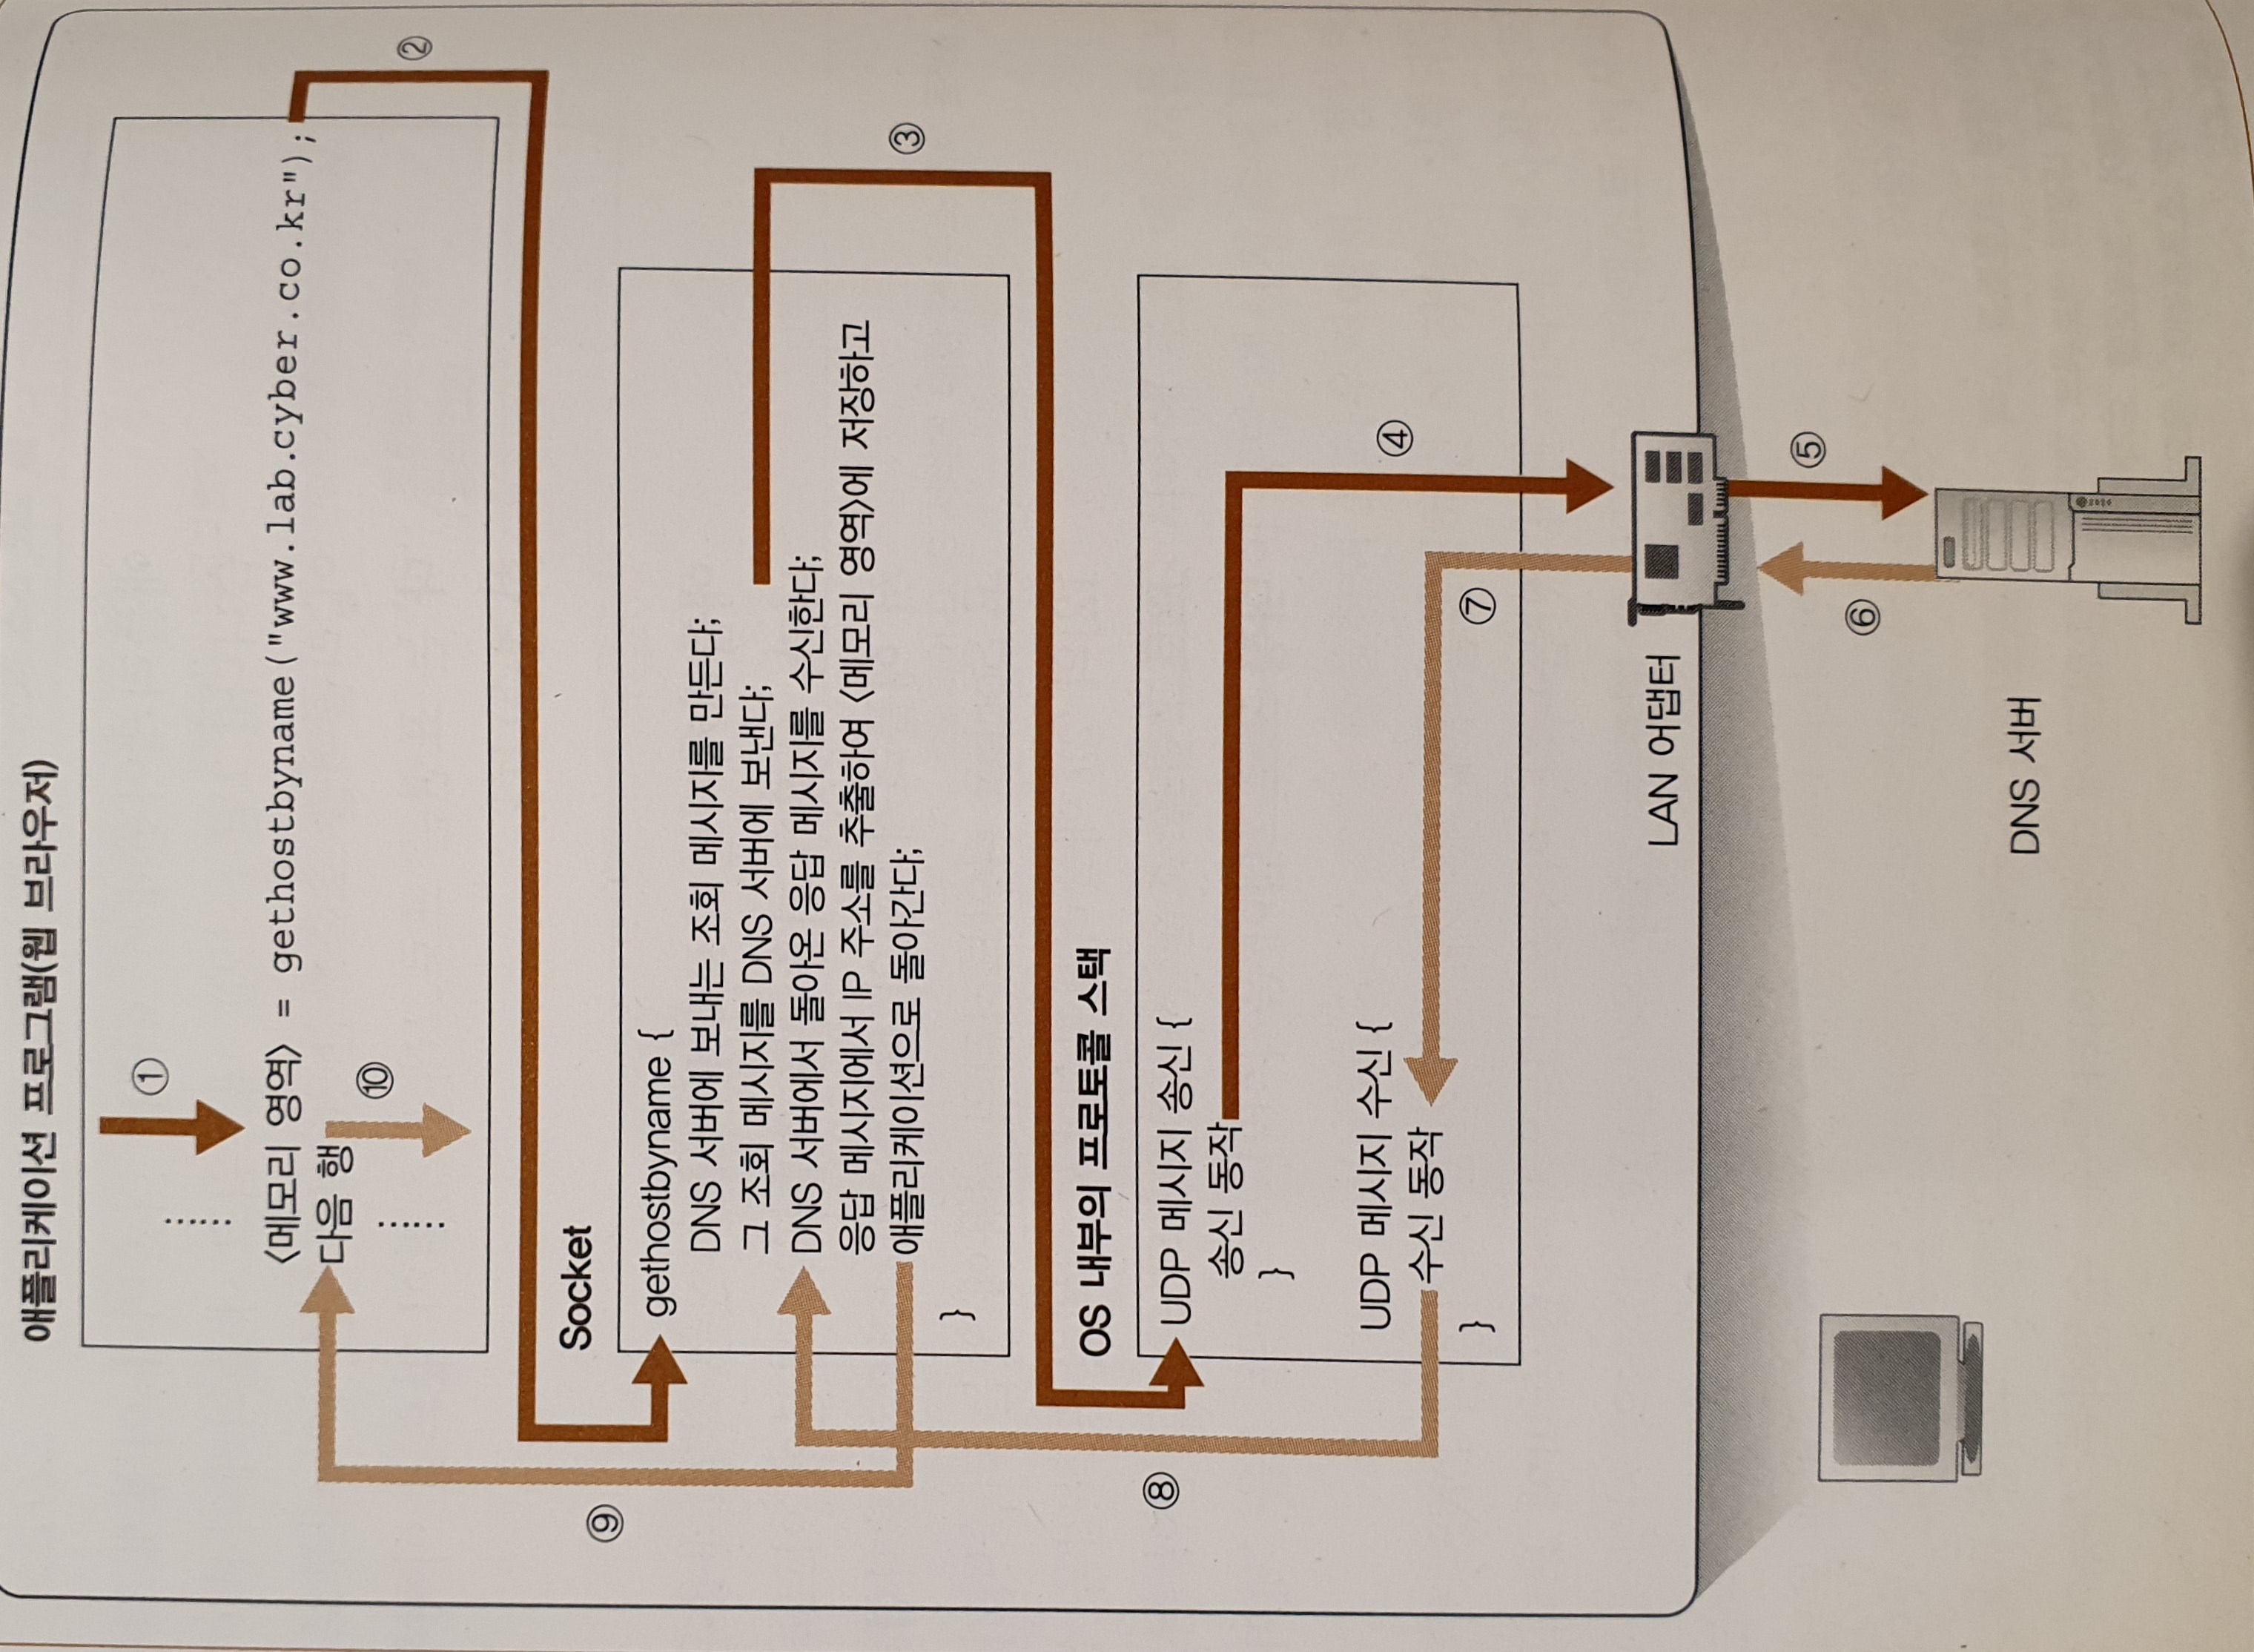 애플리케이션 프로그램(웹 브라우저)
①
⋮
〈메모리 영역〉 = gethostbyname("www.lab.cyber.co.kr");
다음 행
⑩
⋮
②
Socket
⑨
gethostbyname {
DNS 서버에 보내는 조회 메시지를 만든다;
그 조회 메시지를 DNS 서버에 보낸다;
DNS 서버에서 돌아온 응답 메시지를 수신한다;
응답 메시지에서 IP 주소를 추출하여 〈메모리 영역〉에 저장하고
애플리케이션으로 돌아간다;
③
}
OS 내부의 프로토콜 스택
⑧
UDP 메시지 송신 {
송신 동작
}
UDP 메시지 수신 {
④
수신 동작
⑦
}
LAN 어댑터
⑤
⑥
DNS 서버